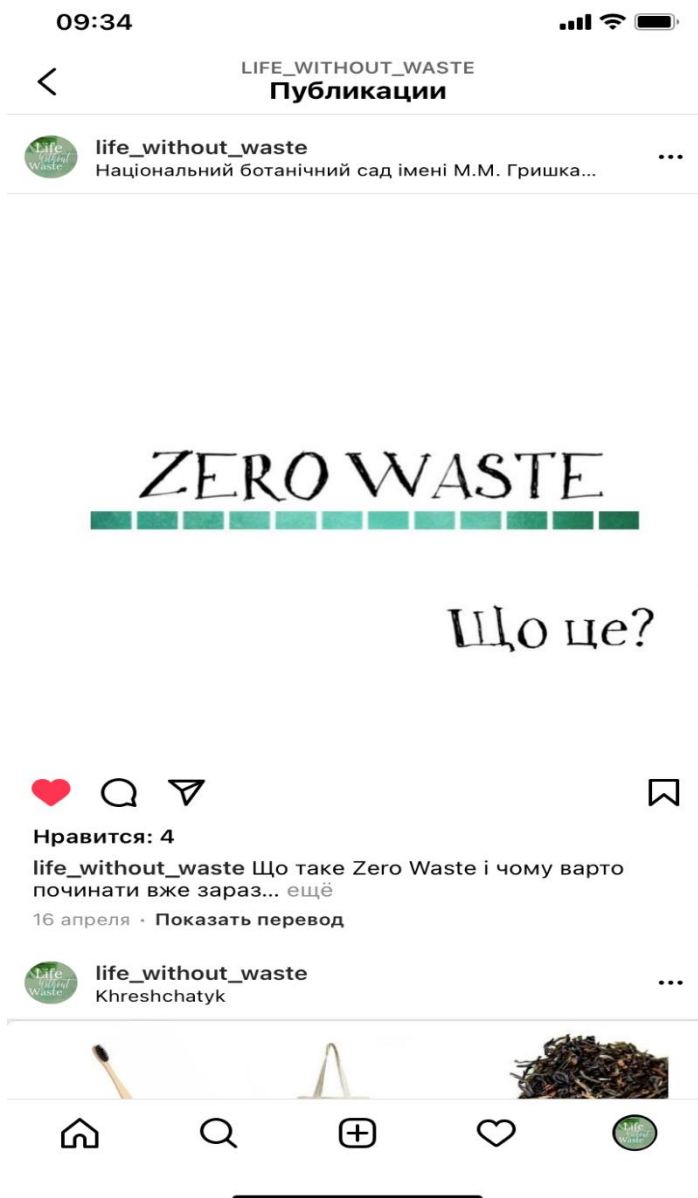 09:34
LIFE_WITHOUT_WASTE
Публикации
life_without_waste
Національний ботанічний сад імені М.М. Гришка...
ZERO WASTE
Що це?
Нравится: 4
life_without_waste Що таке Zero Waste і чому варто
починати вже зараз... ещё
16 апреля · Показать перевод
life_without_waste
Khreshchatyk